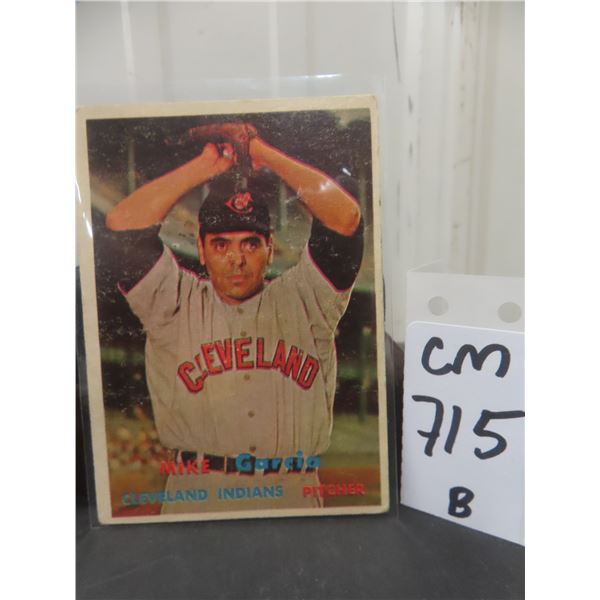 C
CLEVELAND
MIKE Garcia
CLEVELAND INDIANS PITCHER
CM
715
B